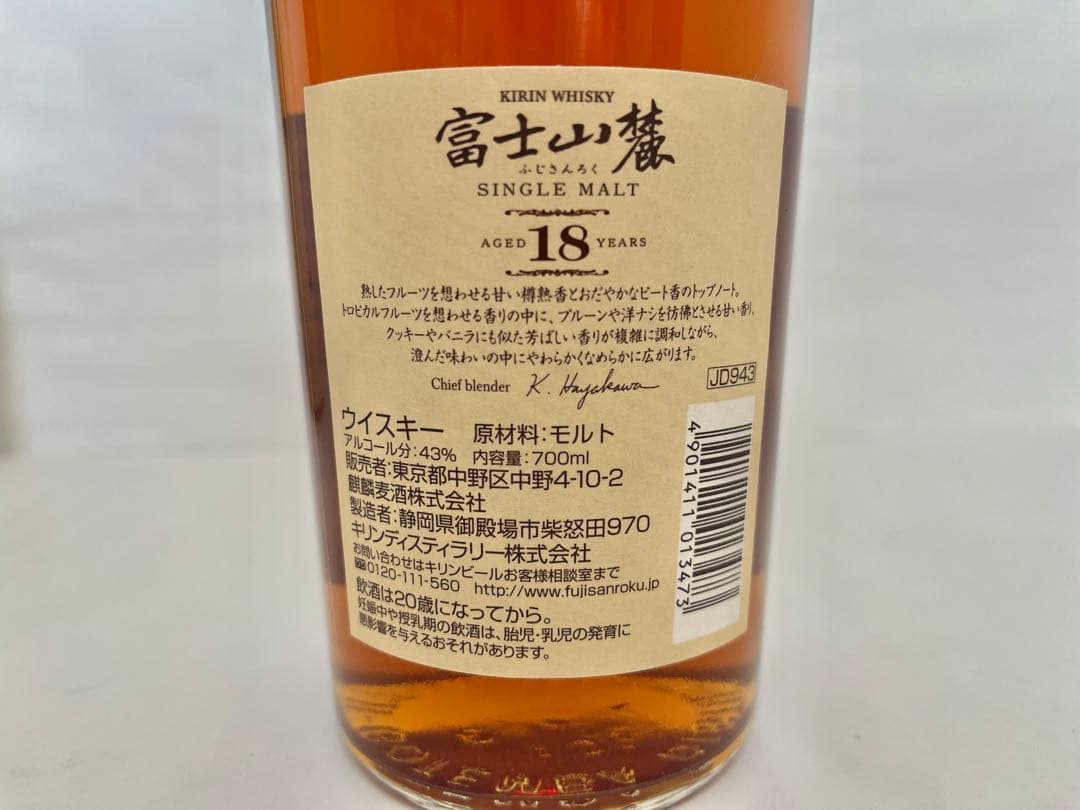 KIRIN WHISKY
富士山麓
ふじさんろく
SINGLE MALT
AGED 18 YEARS
熟したフルーツを想わせる甘い樽熟香とおだやかなピート香のトップノート。
トロピカルフルーツを想わせる香りの中に、プルーンや洋ナシを彷彿とさせる甘い香り、
クッキーやバニラにも似た芳ばしい香りが複雑に調和しながら、
澄んだ味わいの中にやわらかくなめらかに広がります。
Chief blender K. Hayakawa
JD943
ウイスキー 原材料:モルト
アルコール分:43% 内容量:700ml
販売者:東京都中野区中野4-10-2
麒麟麦酒株式会社
製造者:静岡県御殿場市柴怒田970
キリンディスティラリー株式会社
お問い合わせはキリンビールお客様相談室まで
0120-111-560 http://www.fujisanroku.jp
飲酒は20歳になってから。
妊娠中や授乳期の飲酒は、胎児・乳児の発育に
悪影響を与えるおそれがあります。
4901411013473